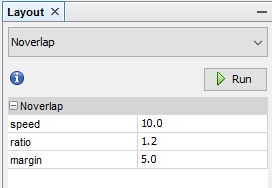 Layout
Noverlap
Run
Noverlap
speed 10.0
ratio 1.2
margin 5.0